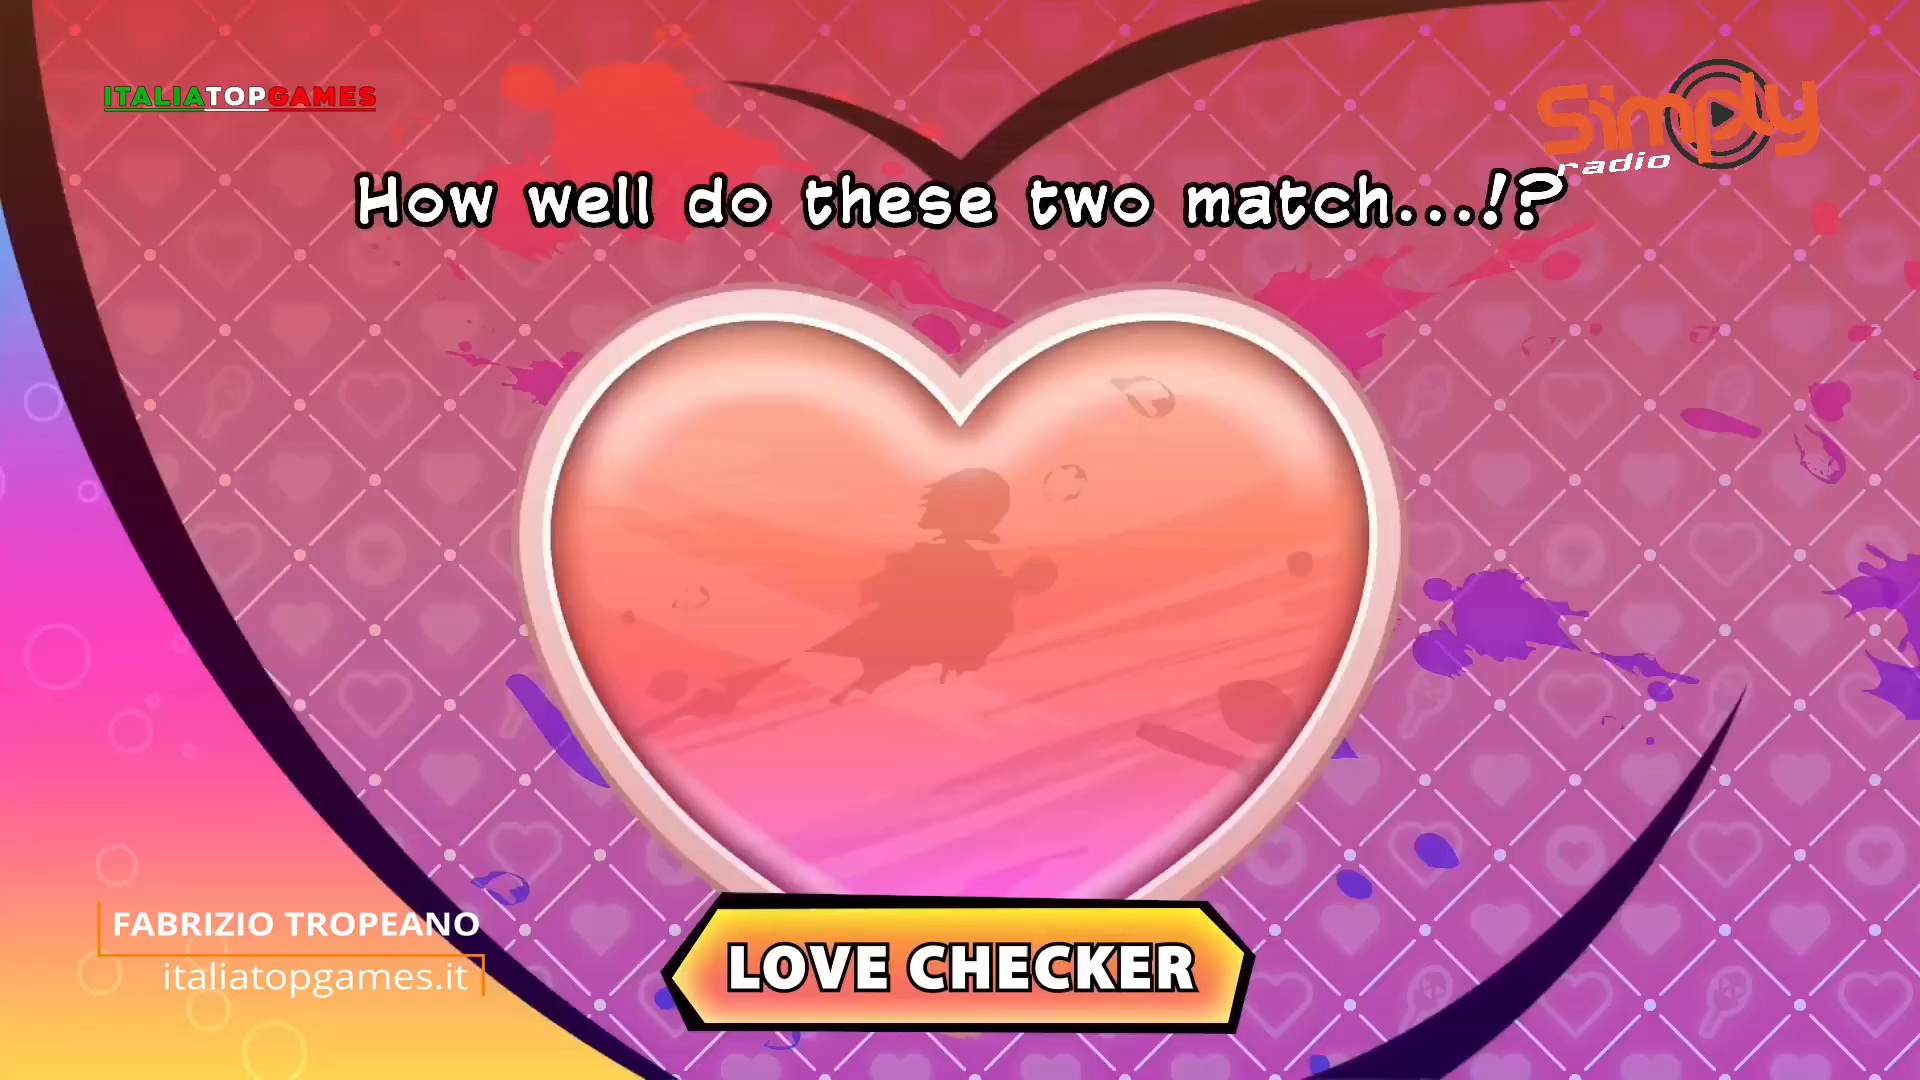 ITALIATOPGAMES
Simply
radio
How well do these two match...!?
FABRIZIO TROPEANO
italiatopgames.it
LOVE CHECKER